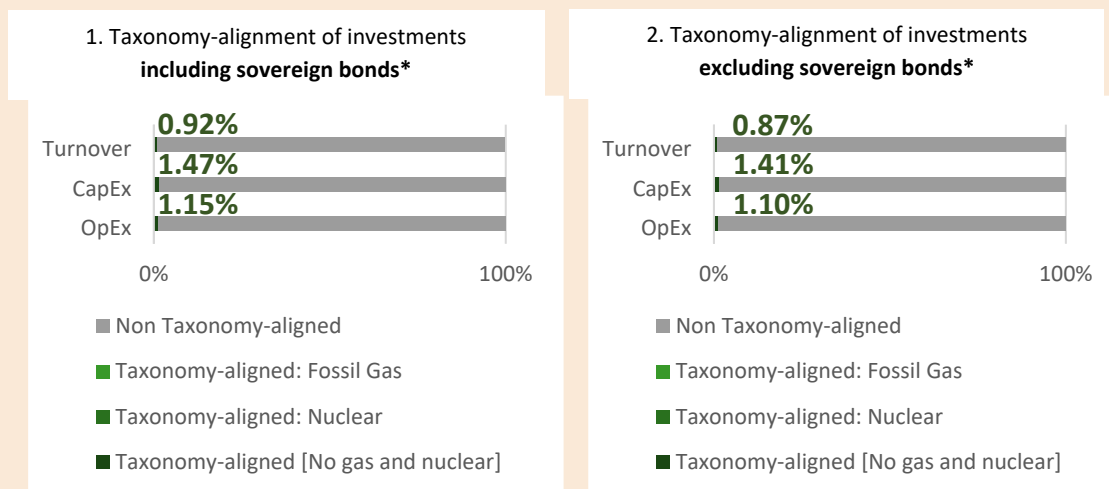 1. Taxonomy-alignment of investments
including sovereign bonds*
0.92%
Turnover
1.47%
CapEx
1.15%
OpEx
0%
100%
Non Taxonomy-aligned
Taxonomy-aligned: Fossil Gas
Taxonomy-aligned: Nuclear
Taxonomy-aligned [No gas and nuclear]
2. Taxonomy-alignment of investments
excluding sovereign bonds*
0.87%
Turnover
1.41%
CapEx
1.10%
OpEx
0%
100%
Non Taxonomy-aligned
Taxonomy-aligned: Fossil Gas
Taxonomy-aligned: Nuclear
Taxonomy-aligned [No gas and nuclear]